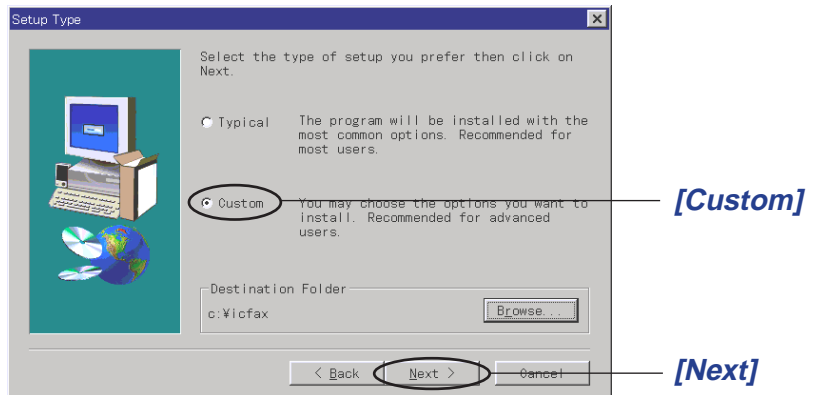 Setup Type
Select the type of setup you prefer then click on
Next.
Typical
The program will be installed with the
most common options. Recommended for
most users.
Custom
You may choose the options you want to
install. Recommended for advanced
users.
[Custom]
Destination Folder
c:¥icfax
Browse...
< Back
Next >
Cancel
[Next]